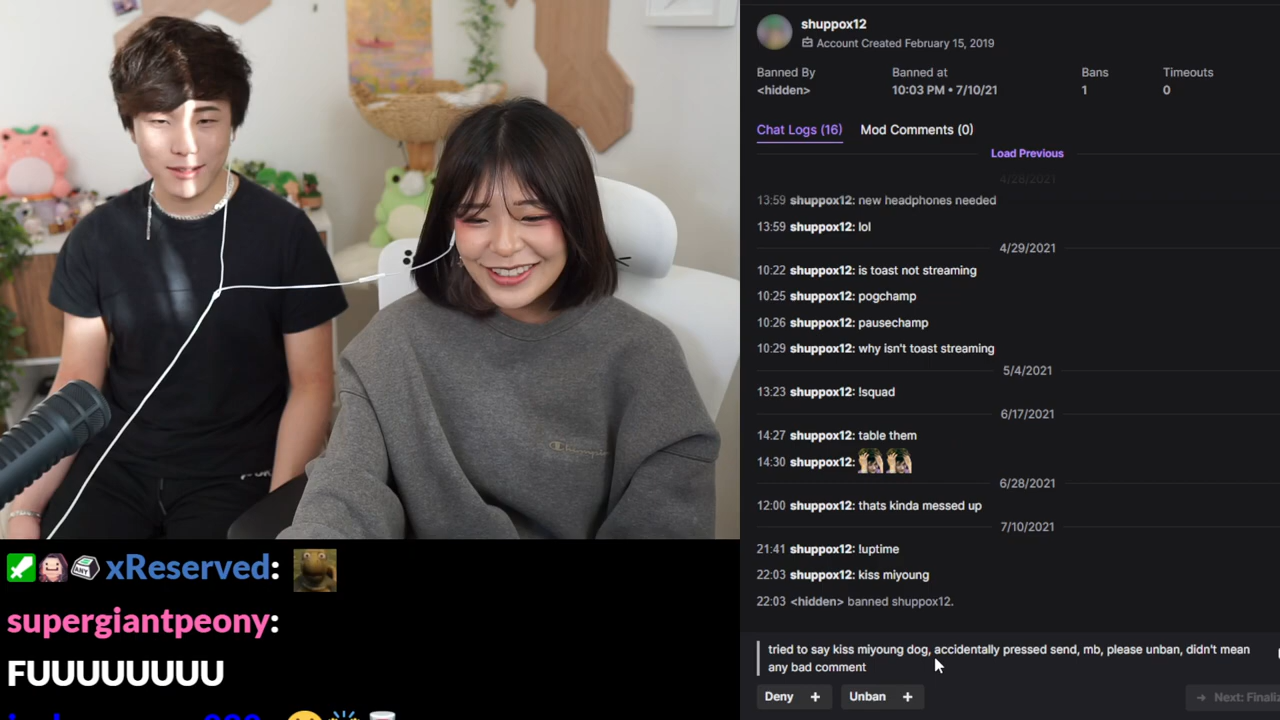 shuppox12
Account Created February 15, 2019
Banned By Banned at Bans Timeouts
<hidden> 10:03 PM • 7/10/21 1 0
Chat Logs (16) Mod Comments (0)
Load Previous
4/28/2021
13:59 shuppox12: new headphones needed
13:59 shuppox12: lol
4/29/2021
10:22 shuppox12: is toast not streaming
10:25 shuppox12: pogchamp
10:26 shuppox12: pausechamp
10:29 shuppox12: why isn't toast streaming
5/4/2021
13:23 shuppox12: !squad
6/17/2021
14:27 shuppox12: table them
14:30 shuppox12:
6/28/2021
12:00 shuppox12: thats kinda messed up
7/10/2021
21:41 shuppox12: !uptime
22:03 shuppox12: kiss miyoung
22:03 <hidden> banned shuppox12.
tried to say kiss miyoung dog, accidentally pressed send, mb, please unban, didn't mean
any bad comment
Deny + Unban + → Next: Finaliz
xReserved:
supergiantpeony:
FUUUUUUUU